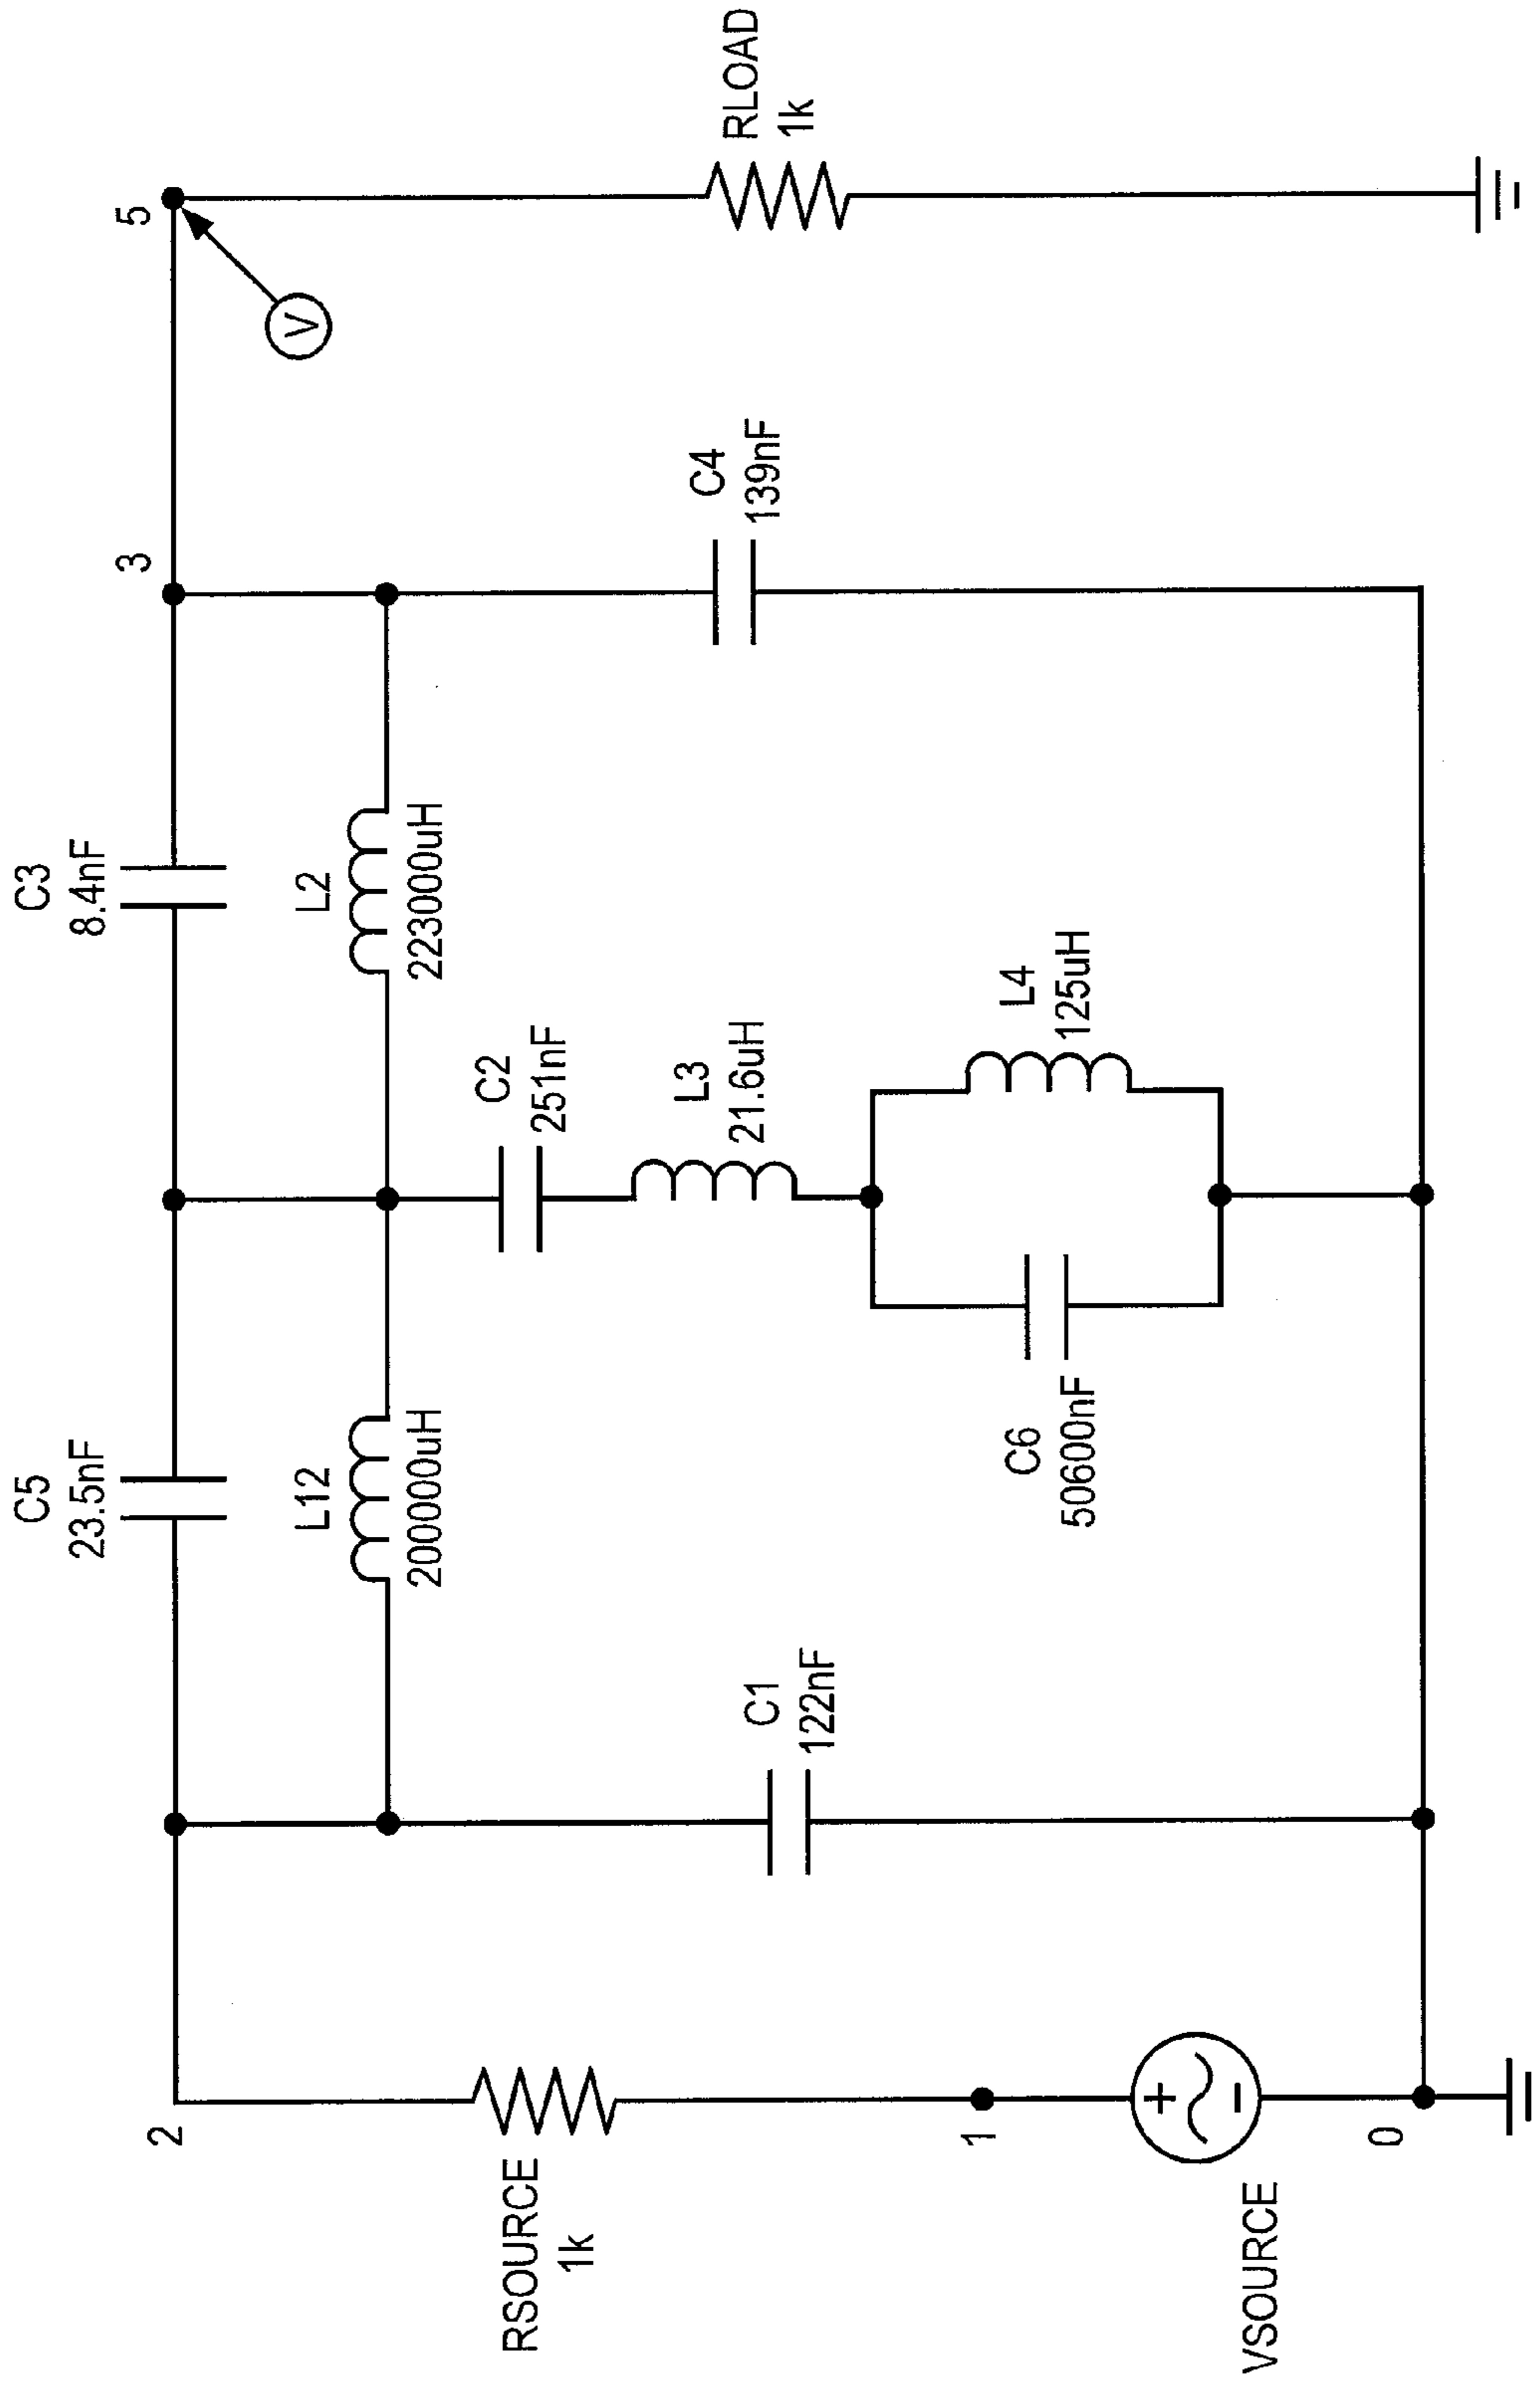 C5
23.5nF
C3
8.4nF
2
3
5
L12
200000uH
L2
223000uH
V
RSOURCE
1k
C1
122nF
C2
251nF
L3
21.6uH
C4
139nF
RLOAD
1k
1
C6
50600nF
L4
125uH
VSOURCE
+
-
0